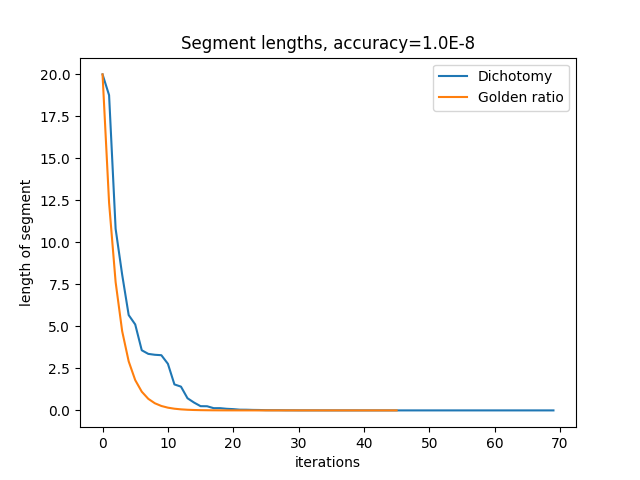 Segment lengths, accuracy=1.0E-8
Dichotomy
Golden ratio
length of segment
20.0
17.5
15.0
12.5
10.0
7.5
5.0
2.5
0.0
0 10 20 30 40 50 60 70
iterations